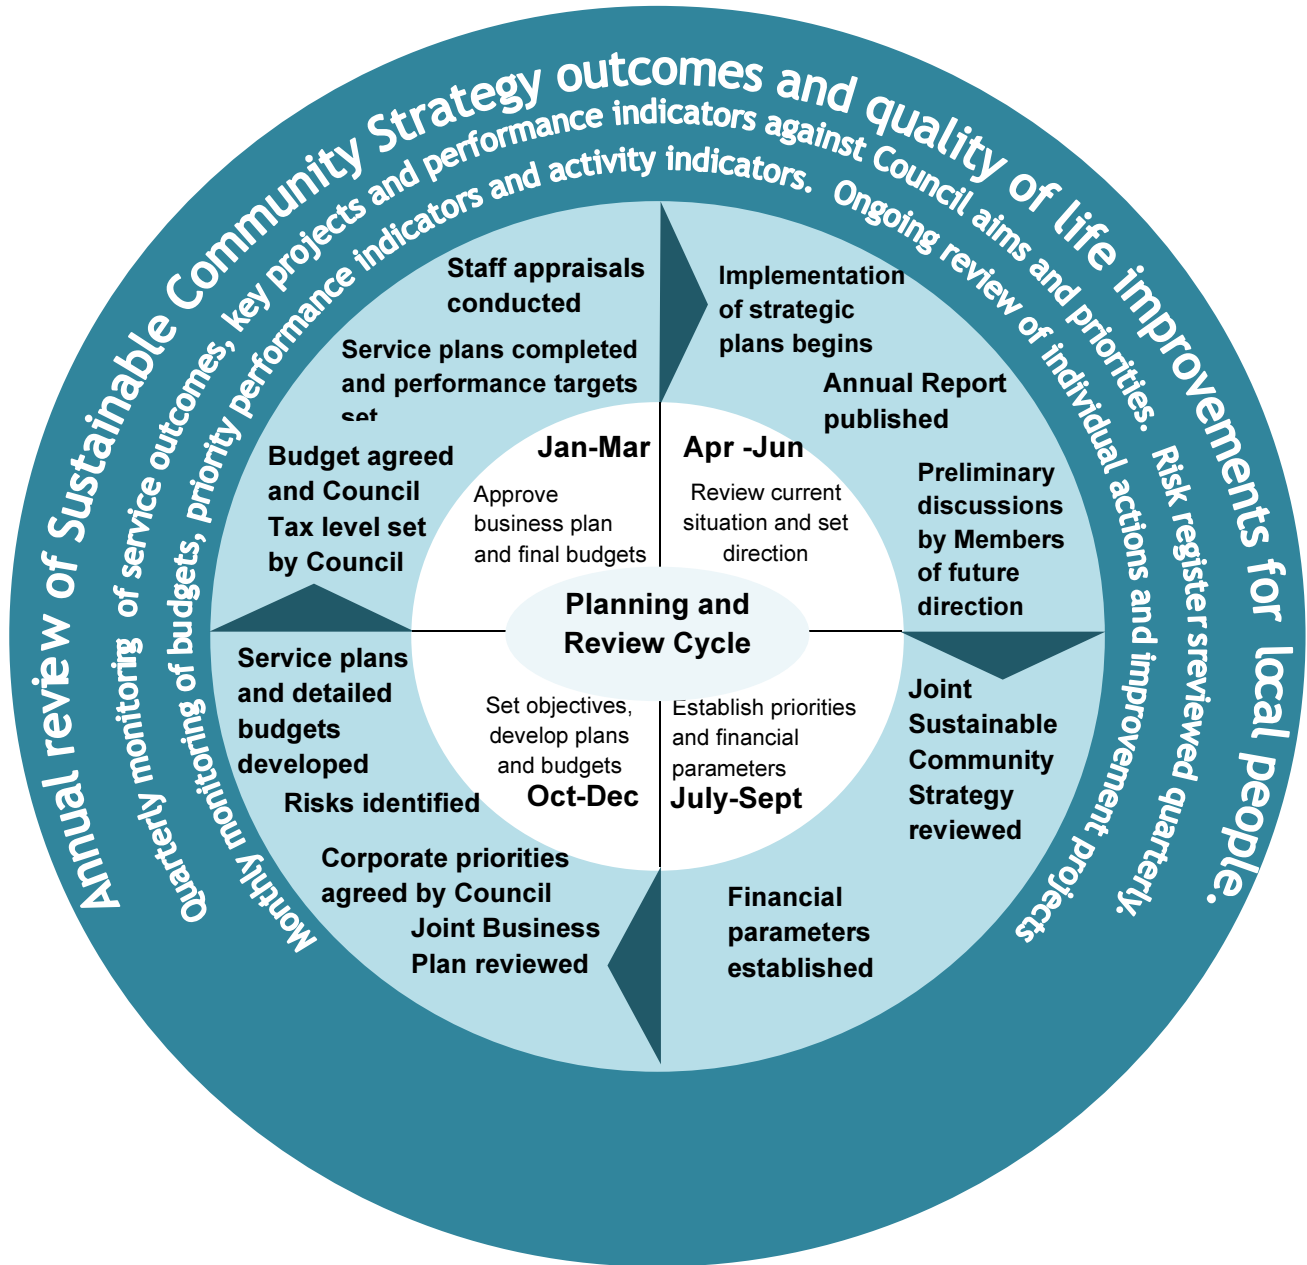 Annual review of Sustainable Community Strategy outcomes and quality of life improvements for local people.
Quarterly monitoring of service outcomes, key projects and performance indicators against Council aims and priorities. Risk registersreviewed quarterly.
Monthly monitoring of budgets, priority performance indicators and activity indicators. Ongoing review of individual actions and improvement projects
Staff appraisals
conducted
Service plans completed
and performance targets
set
Budget agreed
and Council
Tax level set
by Council
Implementation
of strategic
plans begins
Annual Report
published
Preliminary
discussions
by Members
of future
direction
Jan-Mar
Approve
business plan
and final budgets
Apr -Jun
Review current
situation and set
direction
Planning and
Review Cycle
Set objectives,
develop plans
and budgets
Oct-Dec
Establish priorities
and financial
parameters
July-Sept
Service plans
and detailed
budgets
developed
Risks identified
Corporate priorities
agreed by Council
Joint Business
Plan reviewed
Joint
Sustainable
Community
Strategy
reviewed
Financial
parameters
established